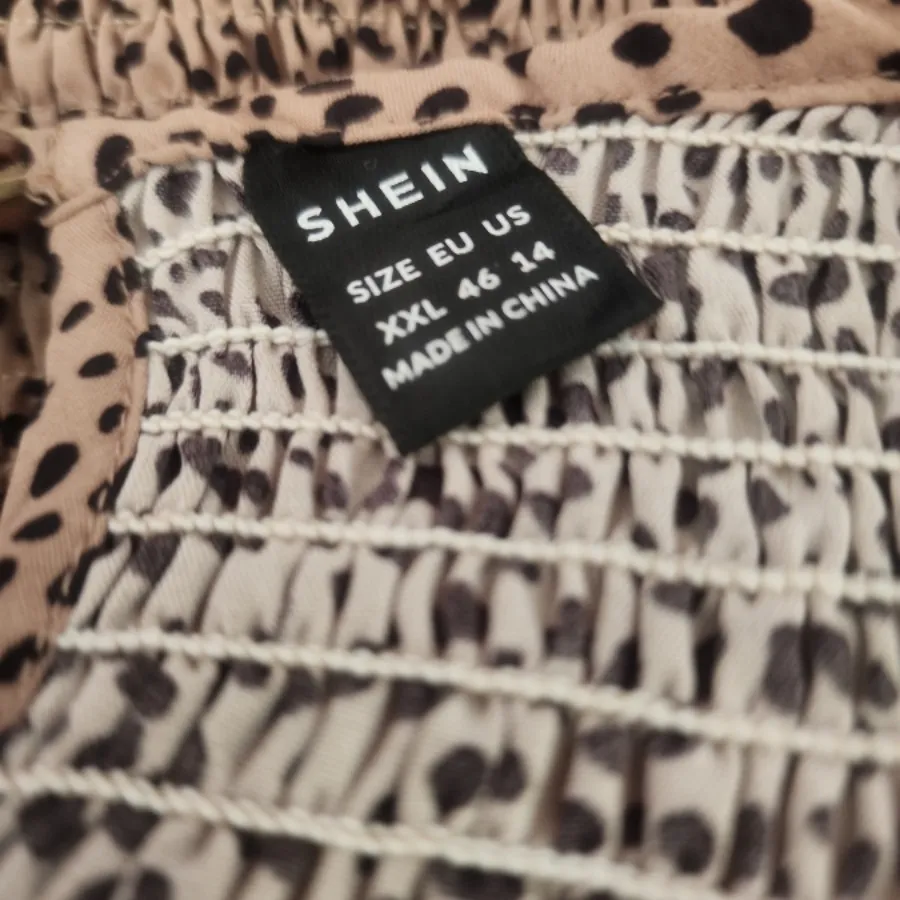 SHEIN
SIZE EU US
XXL 46 14
MADE IN CHINA